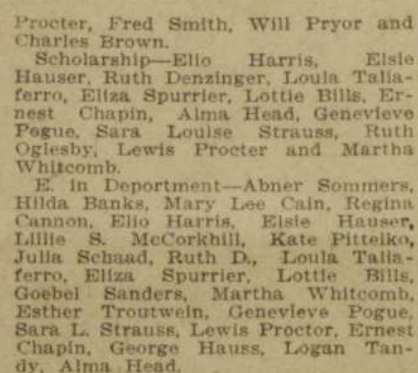 Procter, Fred Smith, Will Pryor and
Charles Brown.
Scholarship—Elio Harris, Elsie
Hauser, Ruth Denzinger, Loula Talia-
ferro, Eliza Spurrier, Lottie Bills, Er-
nest Chapin, Alma Head, Genevieve
Pogue, Sara Louise Strauss, Ruth
Oglesby, Lewis Procter and Martha
Whitcomb.
E. in Deportment—Abner Sommers,
Hilda Banks, Mary Lee Cain, Regina
Cannon, Elio Harris, Elsie Hauser,
Lillie S. McCorkhill, Kate Pittelko,
Julia Schaad, Ruth D., Loula Talia-
ferro, Eliza Spurrier, Lottie Bills,
Goebel Sanders, Martha Whitcomb,
Esther Troutwein, Genevieve Pogue,
Sara L. Strauss, Lewis Proctor, Ernest
Chapin, George Hauss, Logan Tan-
dy, Alma Head.